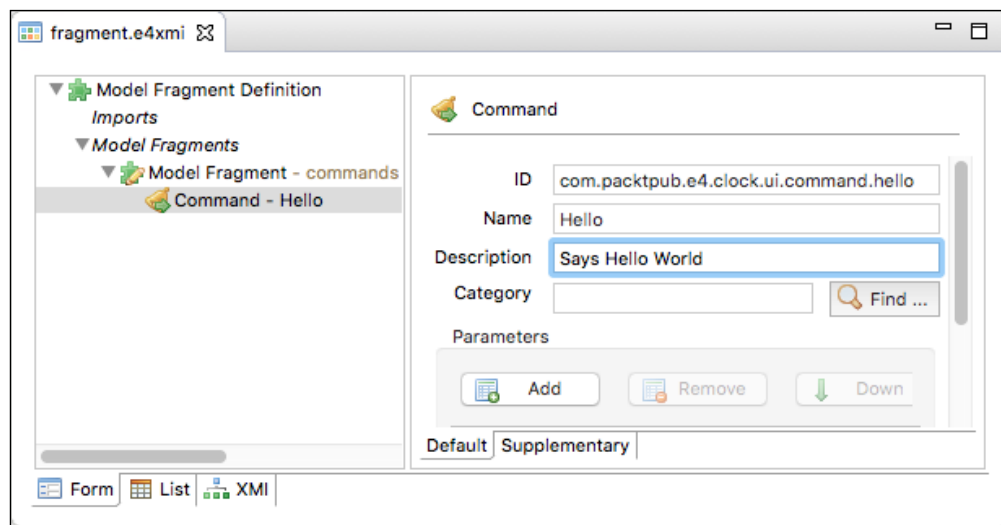 fragment.e4xmi
Model Fragment Definition
Imports
Model Fragments
Model Fragment - commands
Command - Hello
Command
ID com.packtpub.e4.clock.ui.command.hello
Name Hello
Description Says Hello World
Category Find ...
Parameters
Add Remove Down
Default Supplementary
Form List XMI